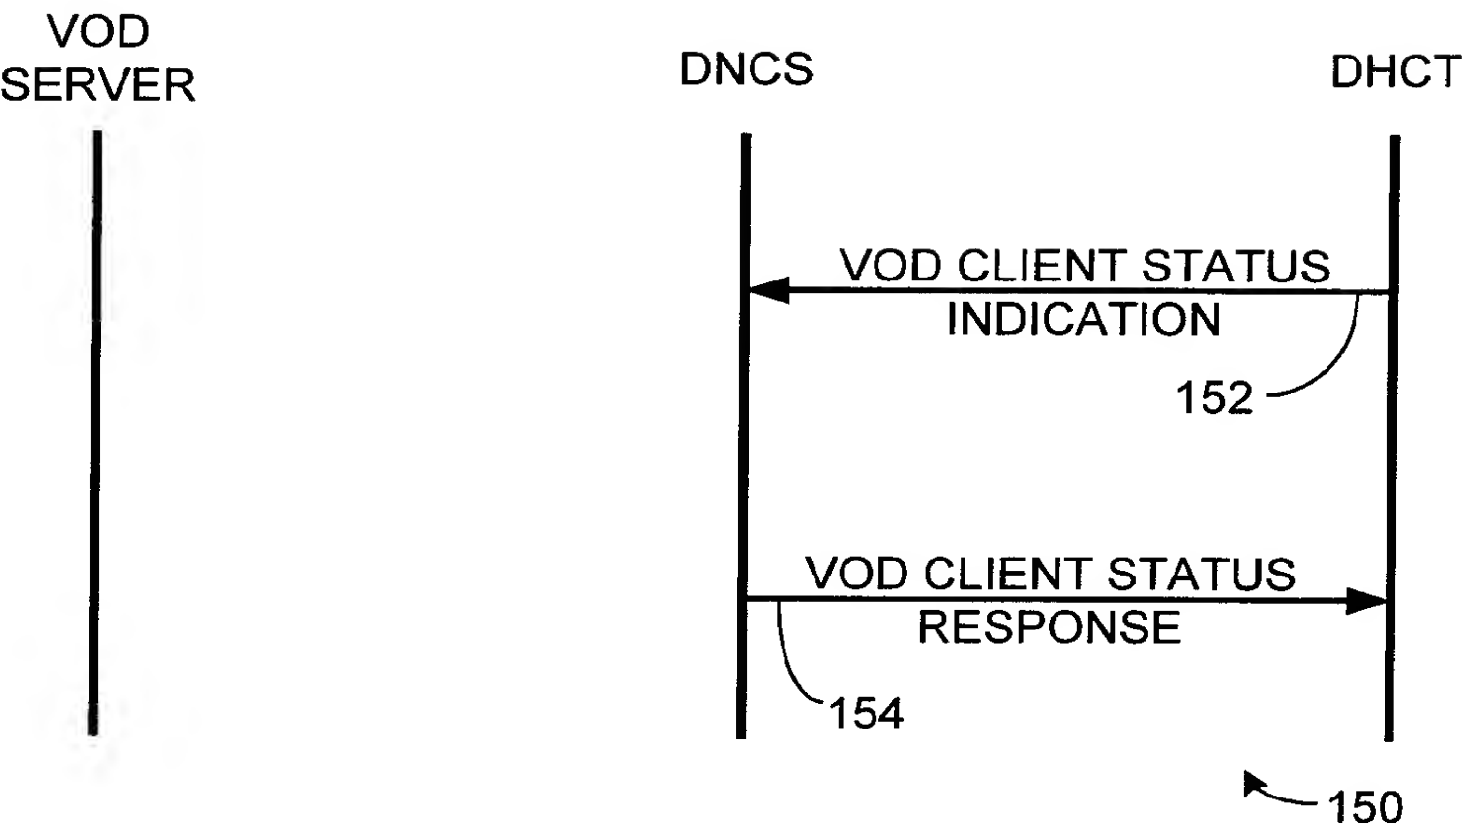 VOD
SERVER
DNCS
DHCT
VOD CLIENT STATUS
INDICATION
152
VOD CLIENT STATUS
RESPONSE
154
150